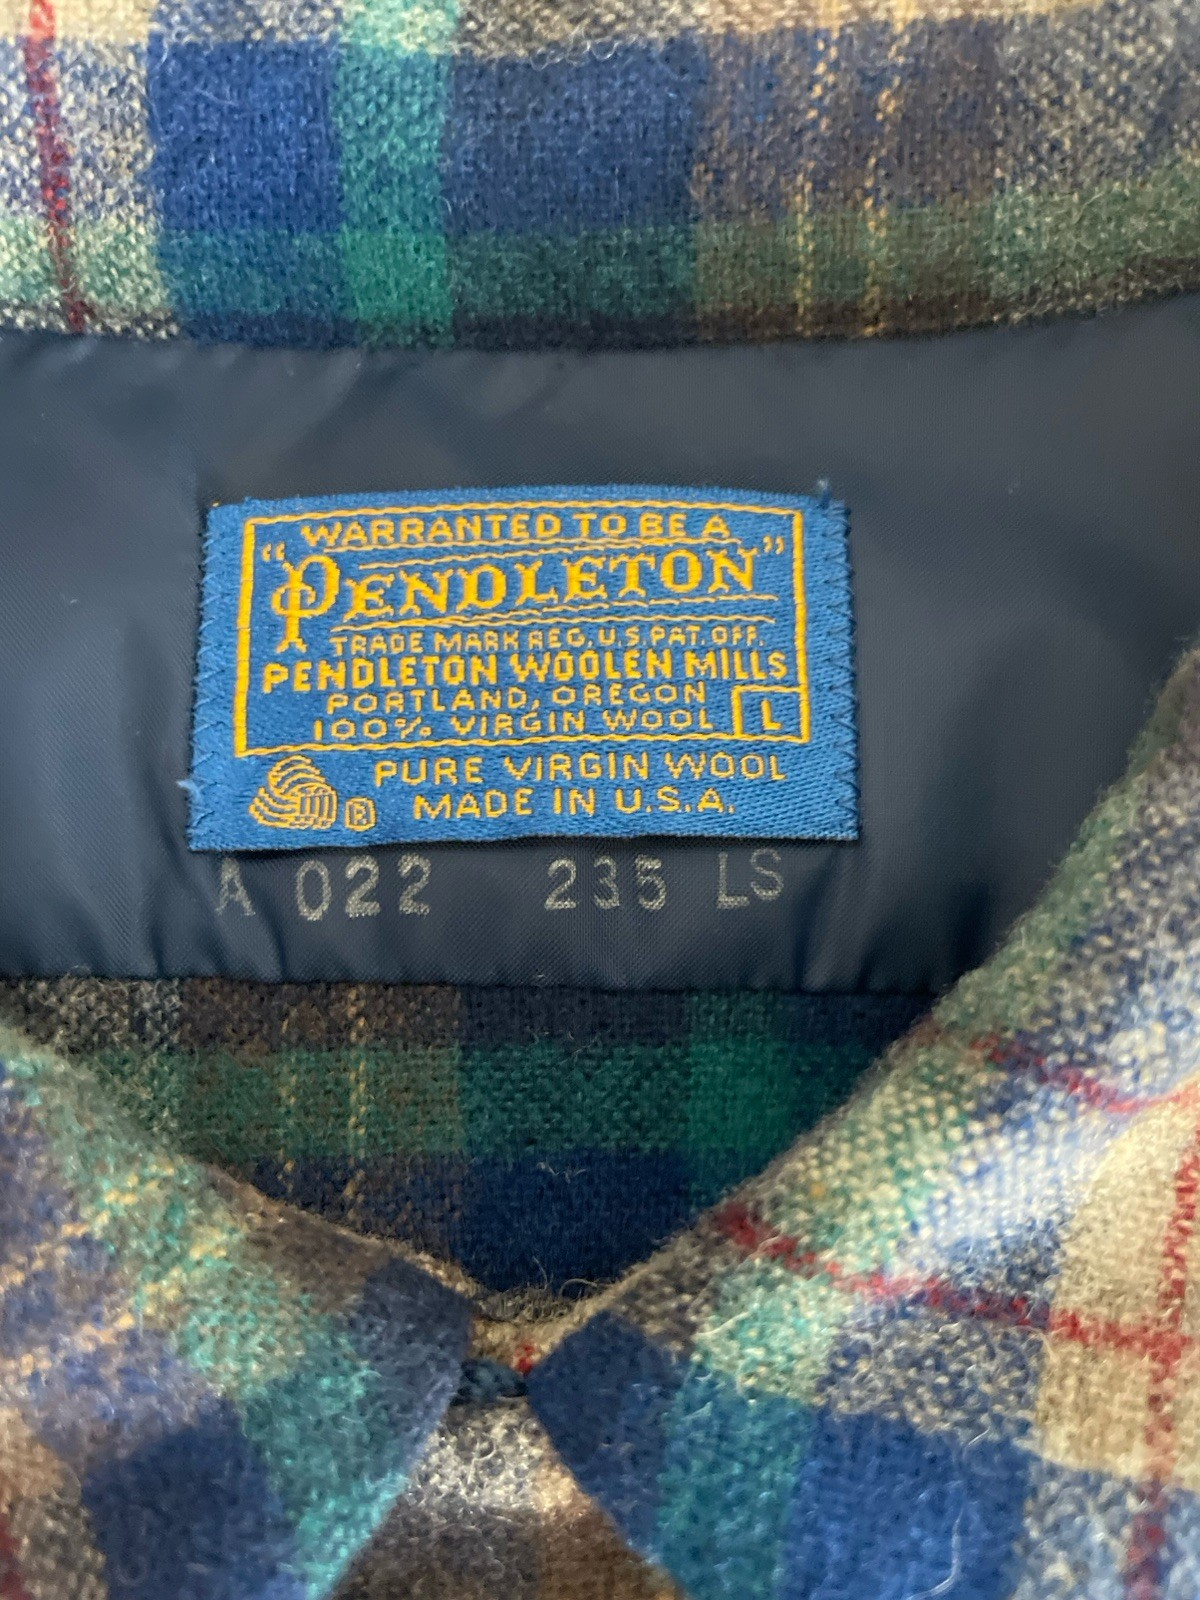 WARRANTED TO BE A
"PENDLETON"
TRADE MARK REG. U.S. PAT. OFF.
PENDLETON WOOLEN MILLS
PORTLAND, OREGON
100% VIRGIN WOOL L
PURE VIRGIN WOOL
® MADE IN U.S.A.
A 022 235 LS